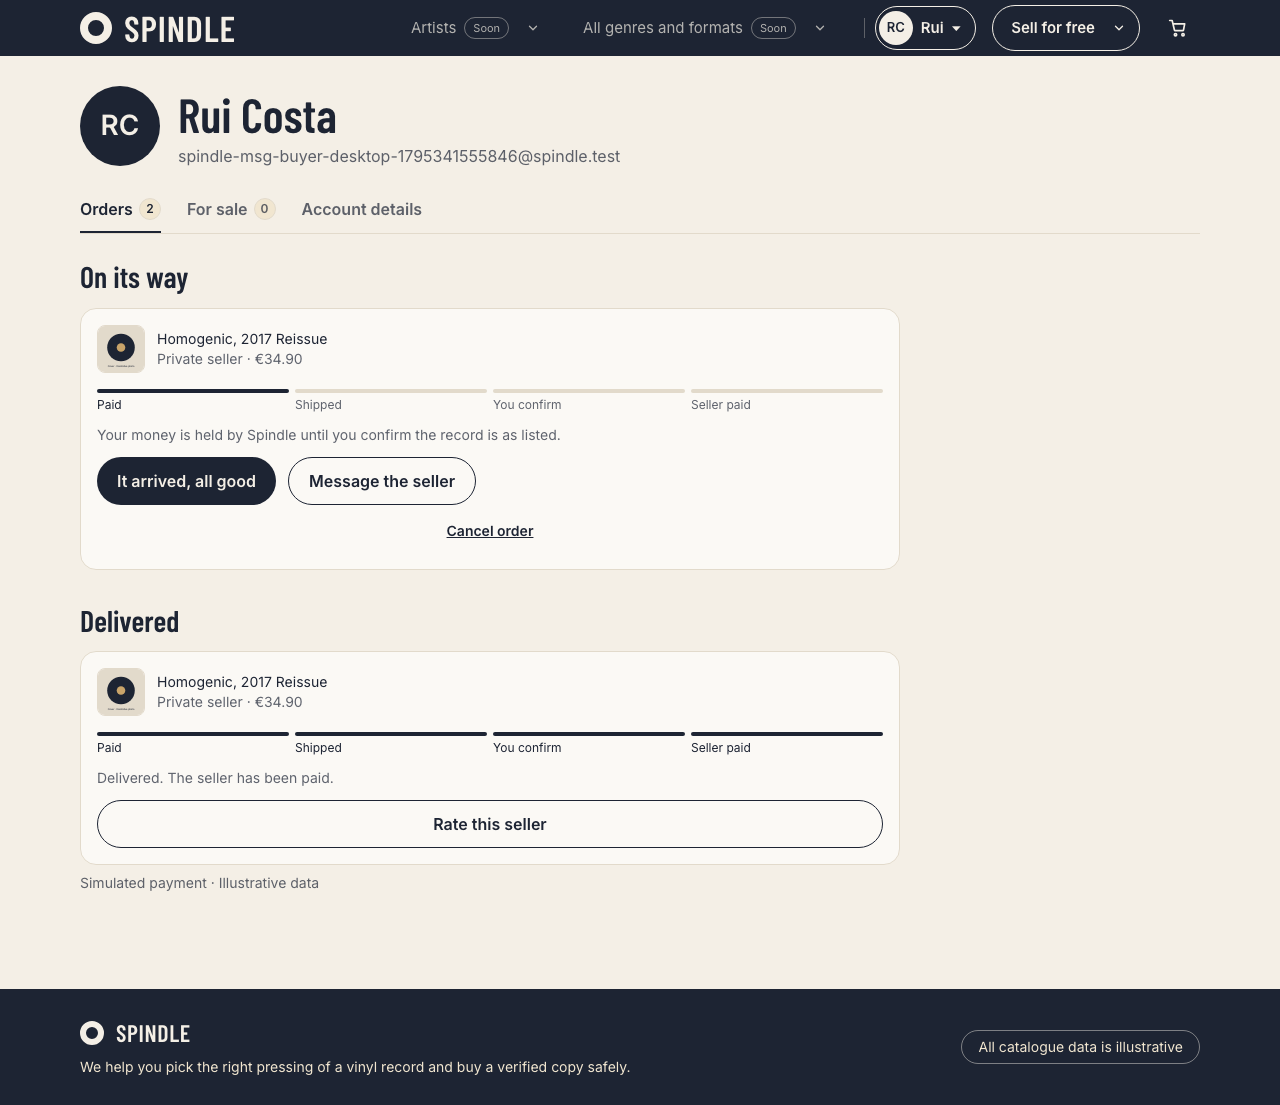 SPINDLE
Artists Soon
All genres and formats Soon
RC Rui
Sell for free
RC
Rui Costa
spindle-msg-buyer-desktop-1795341555846@spindle.test
Orders 2
For sale 0
Account details
On its way
Homogenic, 2017 Reissue
Private seller · €34.90
Paid
Shipped
You confirm
Seller paid
Your money is held by Spindle until you confirm the record is as listed.
It arrived, all good
Message the seller
Cancel order
Delivered
Homogenic, 2017 Reissue
Private seller · €34.90
Paid
Shipped
You confirm
Seller paid
Delivered. The seller has been paid.
Rate this seller
Simulated payment · Illustrative data
SPINDLE
We help you pick the right pressing of a vinyl record and buy a verified copy safely.
All catalogue data is illustrative